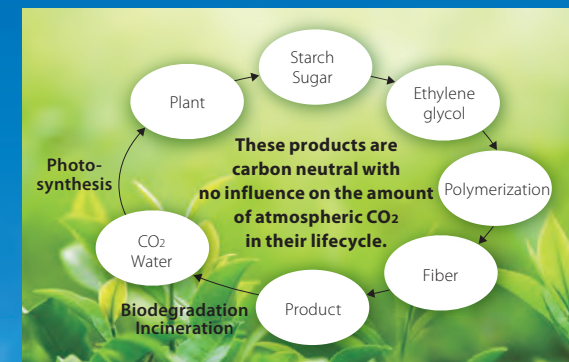 Starch
Sugar
Plant
Ethylene
glycol
These products are
carbon neutral with
no influence on the amount
of atmospheric CO2
in their lifecycle.
Photo-
synthesis
Polymerization
CO2
Water
Fiber
Product
Biodegradation
Incineration